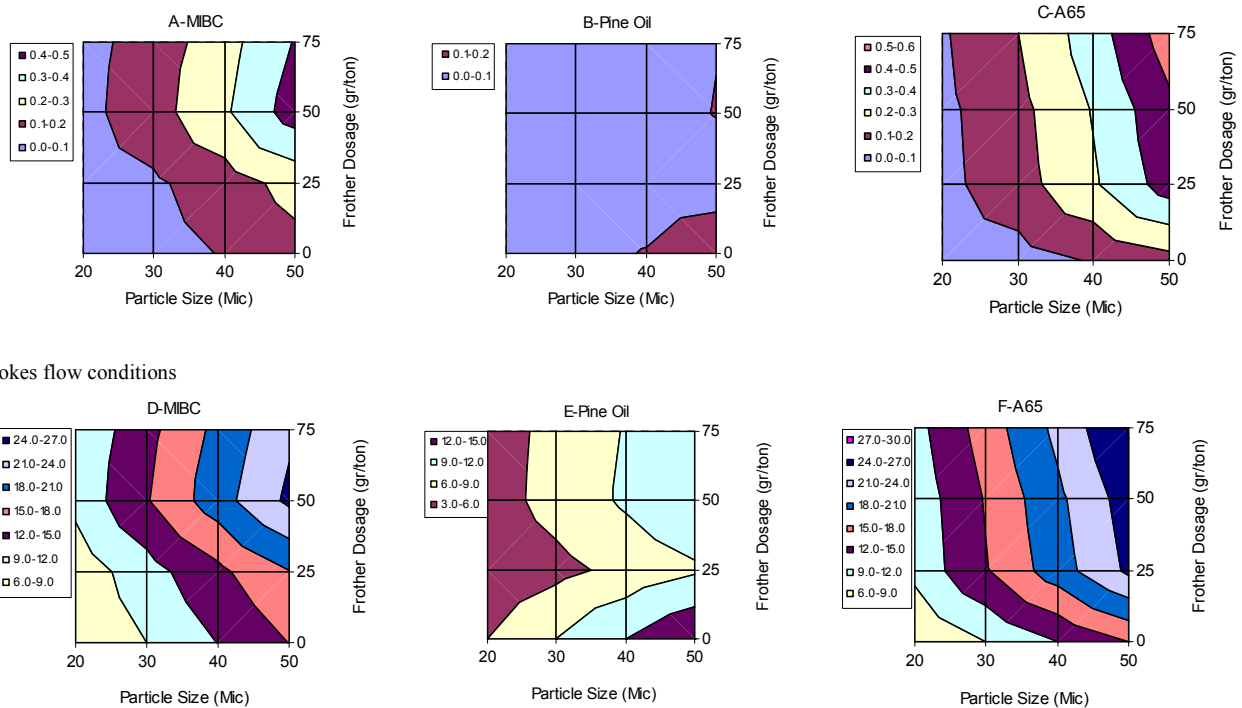 A-MIBC
0.4-0.5
0.3-0.4
0.2-0.3
0.1-0.2
0.0-0.1
75
50
25
0
20 30 40 50
Particle Size (Mic)
Frother Dosage (gr/ton)
B-Pine Oil
0.1-0.2
0.0-0.1
75
50
25
0
20 30 40 50
Particle Size (Mic)
Frother Dosage (gr/ton)
C-A65
0.5-0.6
0.4-0.5
0.3-0.4
0.2-0.3
0.1-0.2
0.0-0.1
75
50
25
0
20 30 40 50
Particle Size (Mic)
Frother Dosage (gr/ton)
okes flow conditions
D-MIBC
24.0-27.0
21.0-24.0
18.0-21.0
15.0-18.0
12.0-15.0
9.0-12.0
6.0-9.0
75
50
25
0
20 30 40 50
Particle Size (Mic)
Frother Dosage (gr/ton)
E-Pine Oil
12.0-15.0
9.0-12.0
6.0-9.0
3.0-6.0
75
50
25
0
20 30 40 50
Particle Size (Mic)
Frother Dosage (gr/ton)
F-A65
27.0-30.0
24.0-27.0
21.0-24.0
18.0-21.0
15.0-18.0
12.0-15.0
9.0-12.0
6.0-9.0
75
50
25
0
20 30 40 50
Particle Size (Mic)
Frother Dosage (gr/ton)